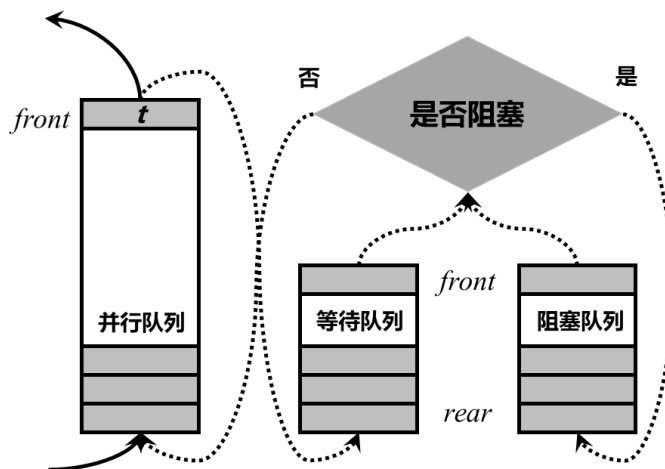 否
是
是否阻塞
front
t
front
并行队列
等待队列
阻塞队列
rear